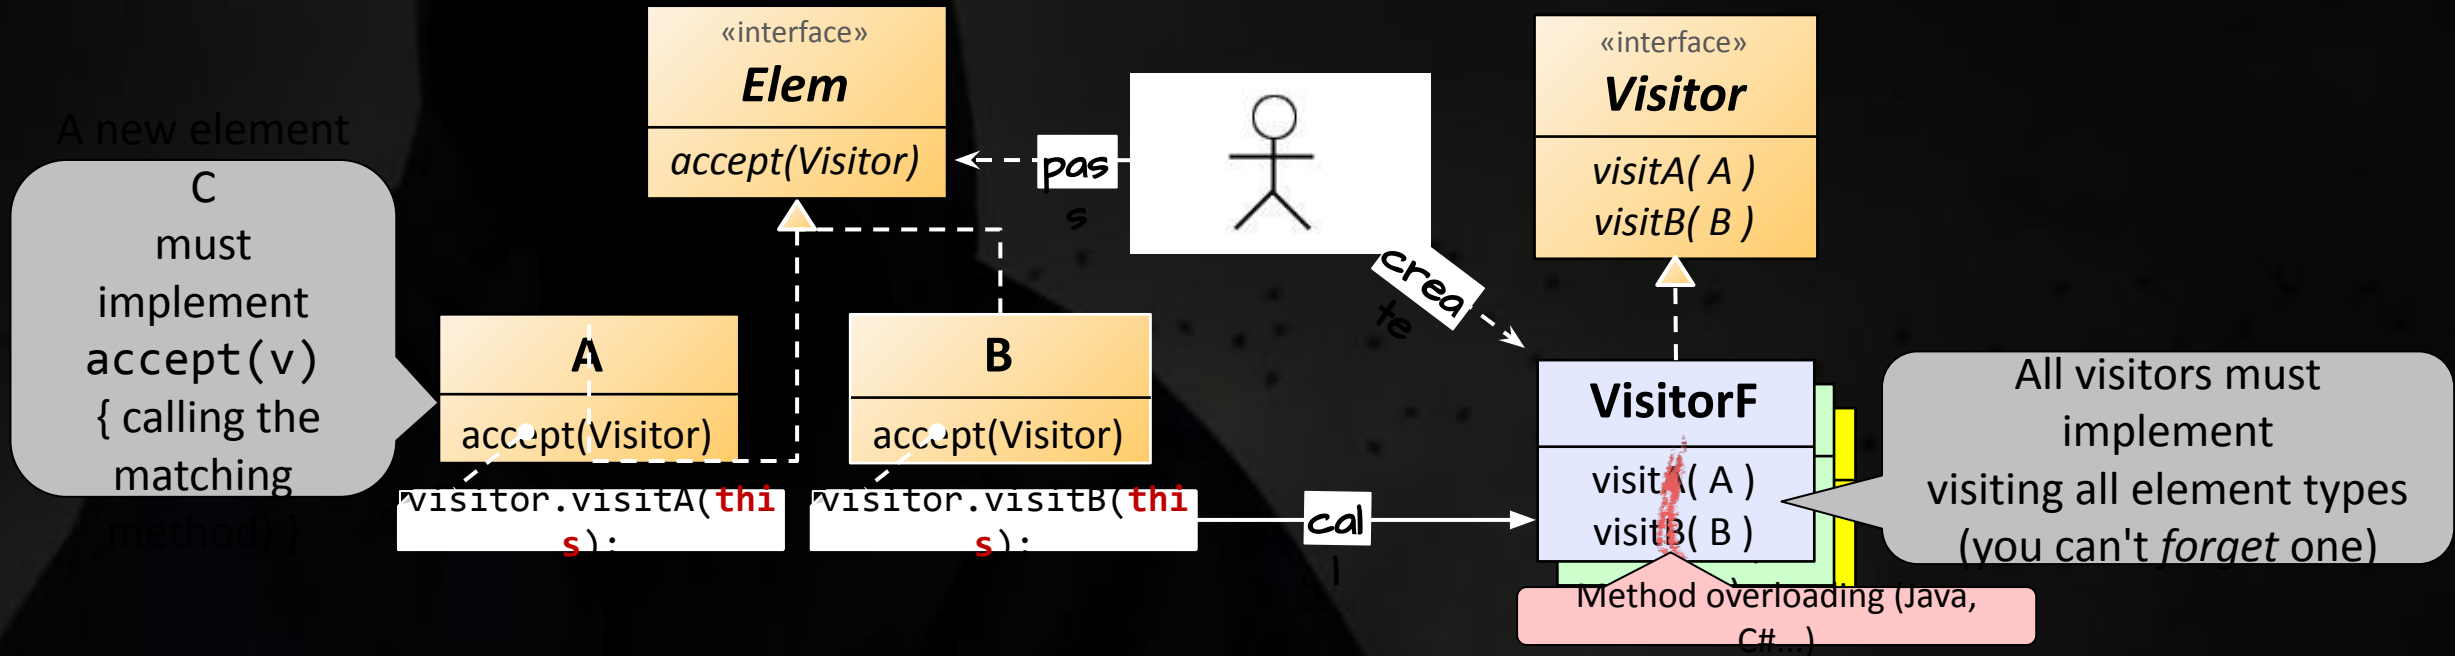 «interface»
Elem
accept(Visitor)
«interface»
Visitor
visitA( A )
visitB( B )
pas
s
crea
te
A new element
C
must
implement
accept(v)
{ calling the
matching
method) }
A
accept(Visitor)
B
accept(Visitor)
visitor.visitA(thi
s);
visitor.visitB(thi
s);
cal
l
VisitorF
visitA( A )
visitB( B )
All visitors must
implement
visiting all element types
(you can't forget one)
Method overloading (Java,
C#...)